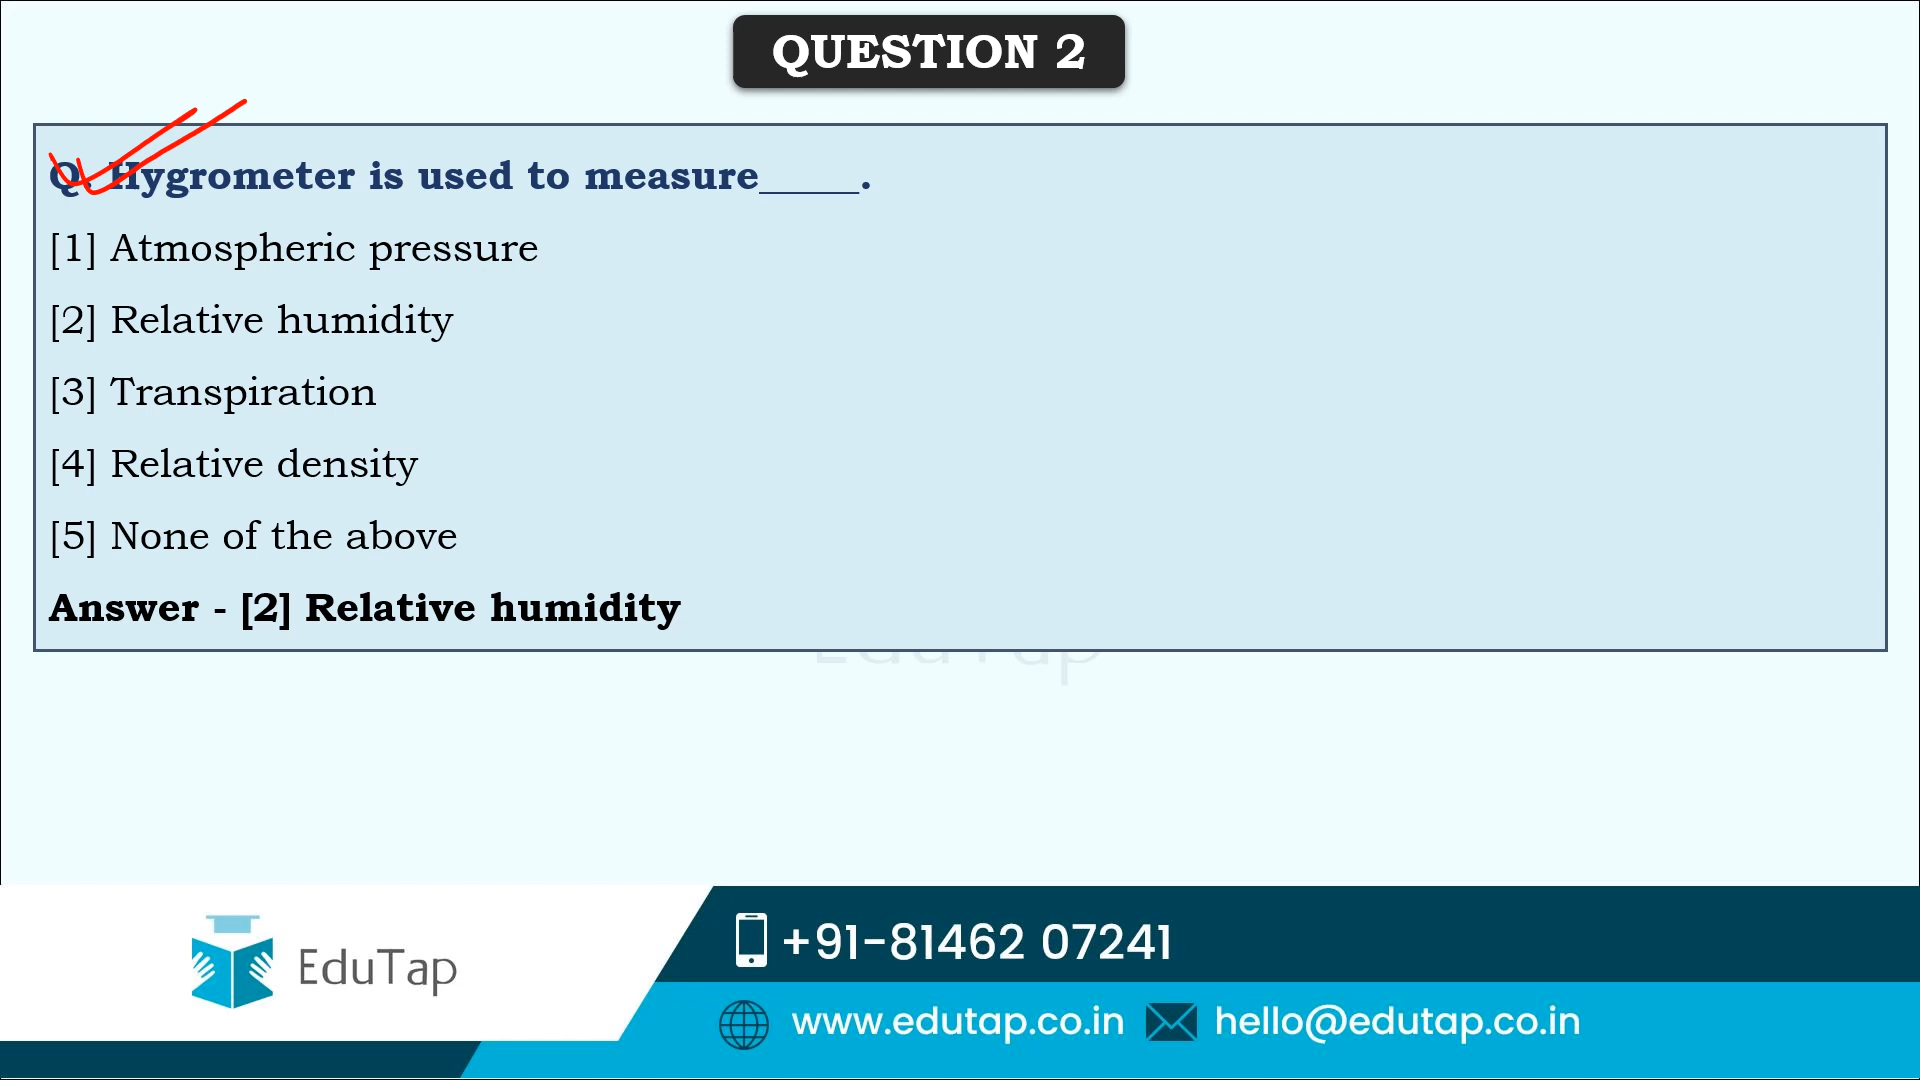 QUESTION 2
Q. Hygrometer is used to measure_____.
[1] Atmospheric pressure
[2] Relative humidity
[3] Transpiration
[4] Relative density
[5] None of the above
Answer - [2] Relative humidity
EduTap
EduTap
+91-81462 07241
www.edutap.co.in hello@edutap.co.in